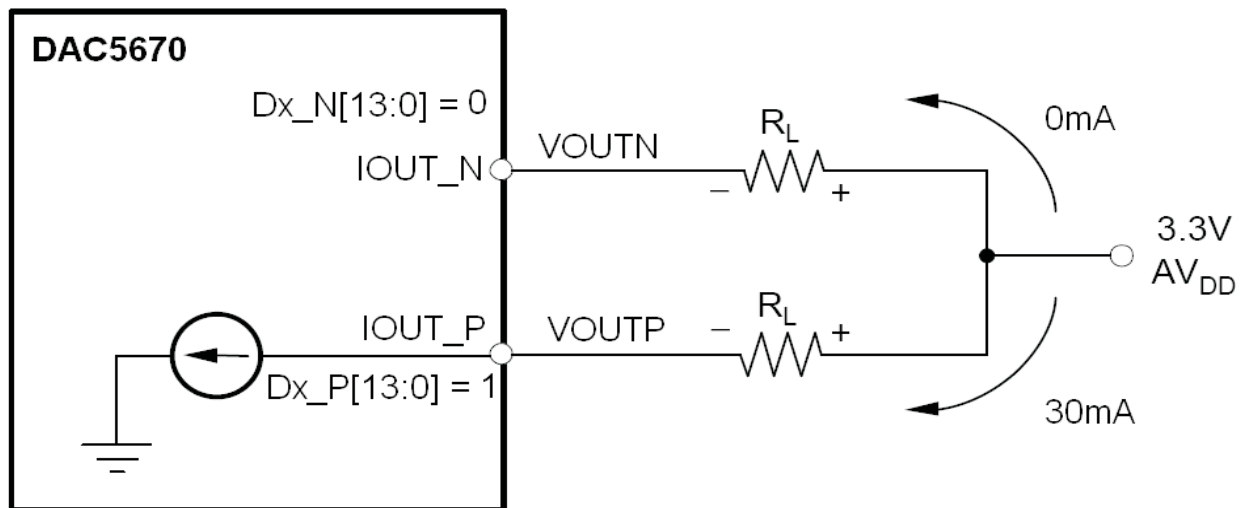 DAC5670
Dx_N[13:0] = 0
IOUT_N
VOUTN
R_L
− +
0mA
3.3V
AV_DD
IOUT_P
VOUTP
R_L
− +
Dx_P[13:0] = 1
30mA